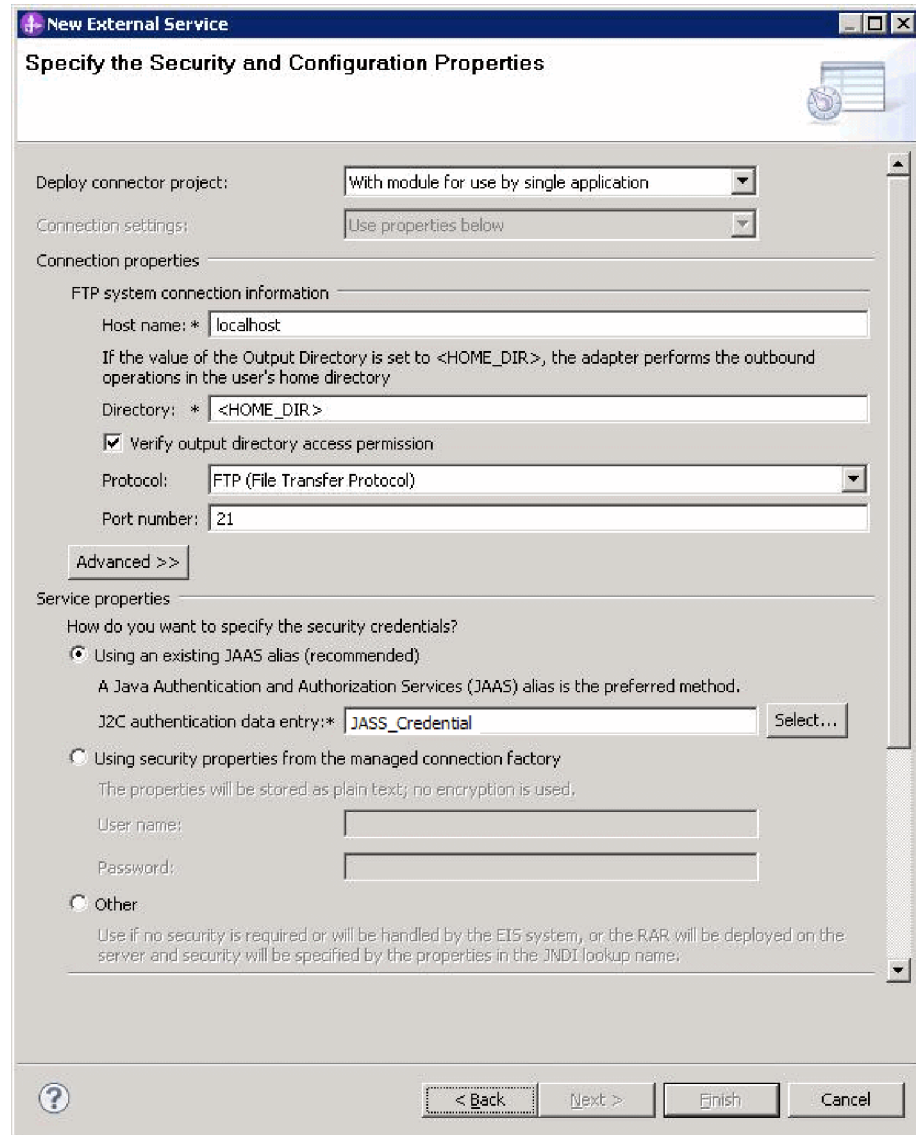 New External Service
Specify the Security and Configuration Properties
Deploy connector project: With module for use by single application
Connection settings: Use properties below
Connection properties
FTP system connection information
Host name: * localhost
If the value of the Output Directory is set to <HOME_DIR>, the adapter performs the outbound
operations in the user's home directory
Directory: * <HOME_DIR>
Verify output directory access permission
Protocol: FTP (File Transfer Protocol)
Port number: 21
Advanced >>
Service properties
How do you want to specify the security credentials?
Using an existing JAAS alias (recommended)
A Java Authentication and Authorization Services (JAAS) alias is the preferred method.
J2C authentication data entry:* JASS_Credential Select...
Using security properties from the managed connection factory
The properties will be stored as plain text; no encryption is used.
User name:
Password:
Other
Use if no security is required or will be handled by the EIS system, or the RAR will be deployed on the
server and security will be specified by the properties in the JNDI lookup name.
? < Back Next > Finish Cancel